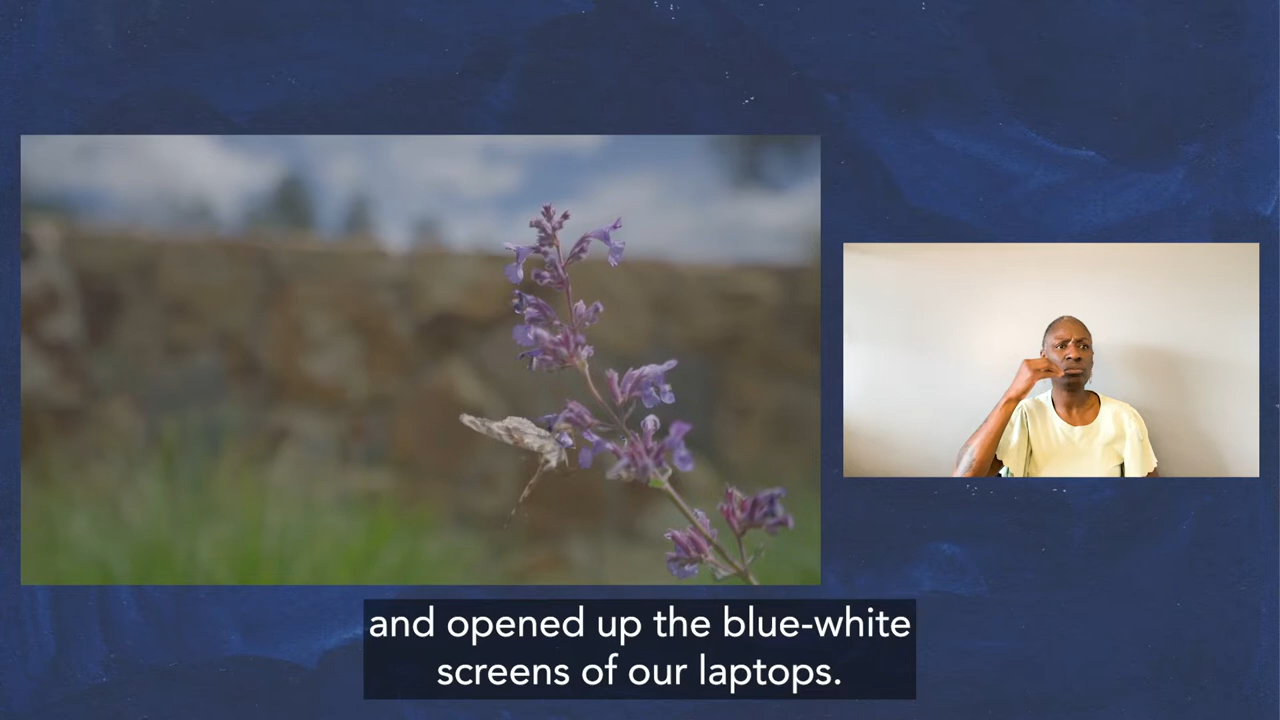 and opened up the blue-white
screens of our laptops.